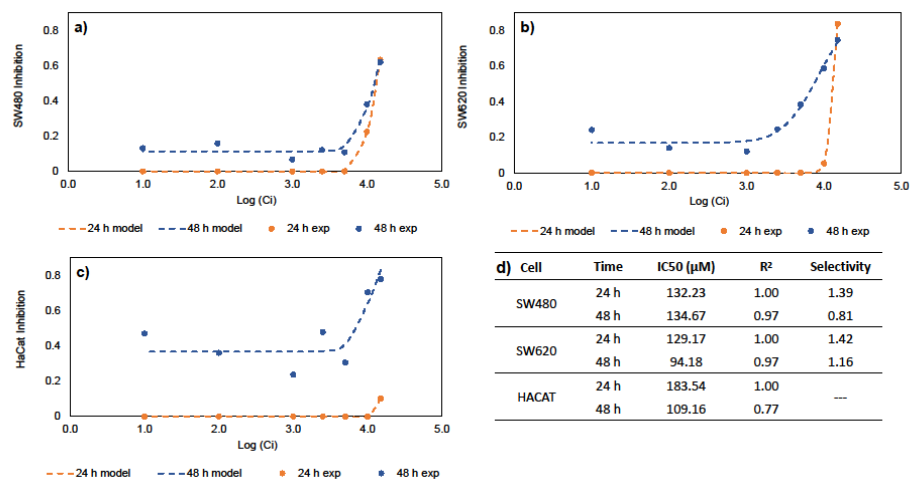 a)
SW480 Inhibition
0.8
0.6
0.4
0.2
0
0.0 1.0 2.0 3.0 4.0 5.0
Log (Ci)
24 h model 48 h model 24 h exp 48 h exp
b)
SW620 Inhibition
0.8
0.6
0.4
0.2
0
0.0 1.0 2.0 3.0 4.0 5.0
Log (Ci)
24 h model 48 h model 24 h exp 48 h exp
c)
HaCat Inhibition
0.8
0.6
0.4
0.2
0
0.0 1.0 2.0 3.0 4.0 5.0
Log (Ci)
24 h model 48 h model 24 h exp 48 h exp
d) Cell Time IC50 (µM) R² Selectivity
SW480 24 h 132.23 1.00 1.39
48 h 134.67 0.97 0.81
SW620 24 h 129.17 1.00 1.42
48 h 94.18 0.97 1.16
HACAT 24 h 183.54 1.00 ---
48 h 109.16 0.77